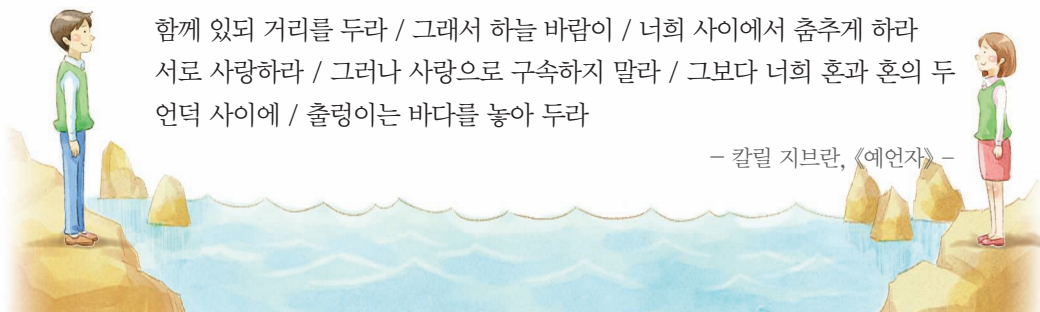 함께 있되 거리를 두라 / 그래서 하늘 바람이 / 너희 사이에서 춤추게 하라
서로 사랑하라 / 그러나 사랑으로 구속하지 말라 / 그보다 너희 혼과 혼의 두
언덕 사이에 / 출렁이는 바다를 놓아 두라
– 칼릴 지브란, 《예언자》 –